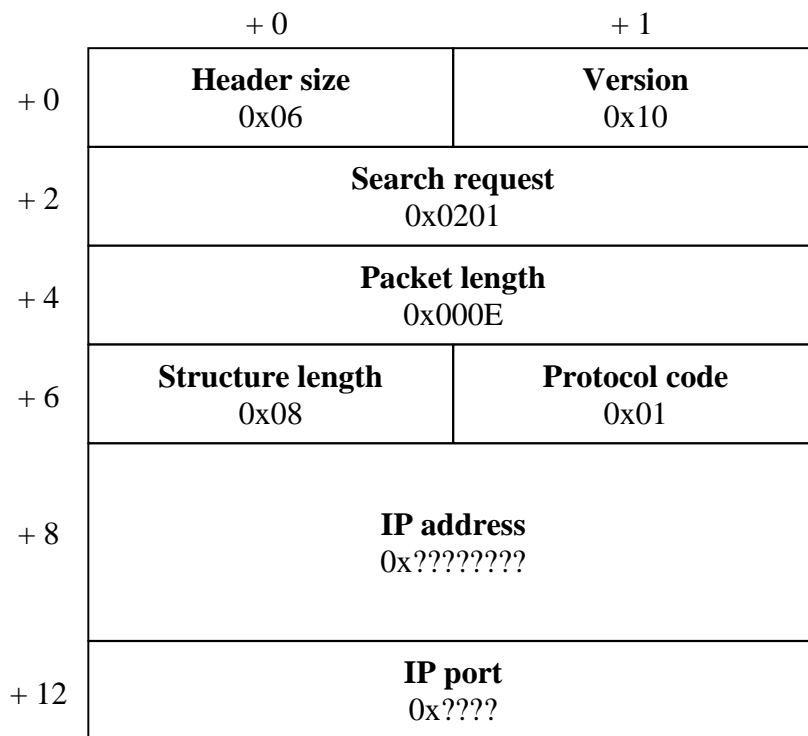 + 0 + 1
+ 0 Header size Version
0x06 0x10
+ 2 Search request
0x0201
+ 4 Packet length
0x000E
+ 6 Structure length Protocol code
0x08 0x01
+ 8 IP address
0x????????
+ 12 IP port
0x????